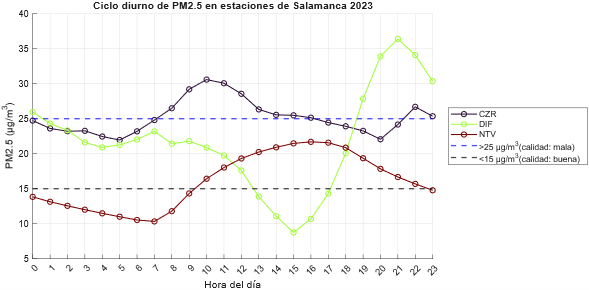 Ciclo diurno de PM2.5 en estaciones de Salamanca 2023
PM2.5 (µg/m³)
40
35
30
25
20
15
10
5
0 1 2 3 4 5 6 7 8 9 10 11 12 13 14 15 16 17 18 19 20 21 22 23
Hora del día
CZR
DIF
NTV
>25 µg/m³(calidad: mala)
<15 µg/m³(calidad: buena)